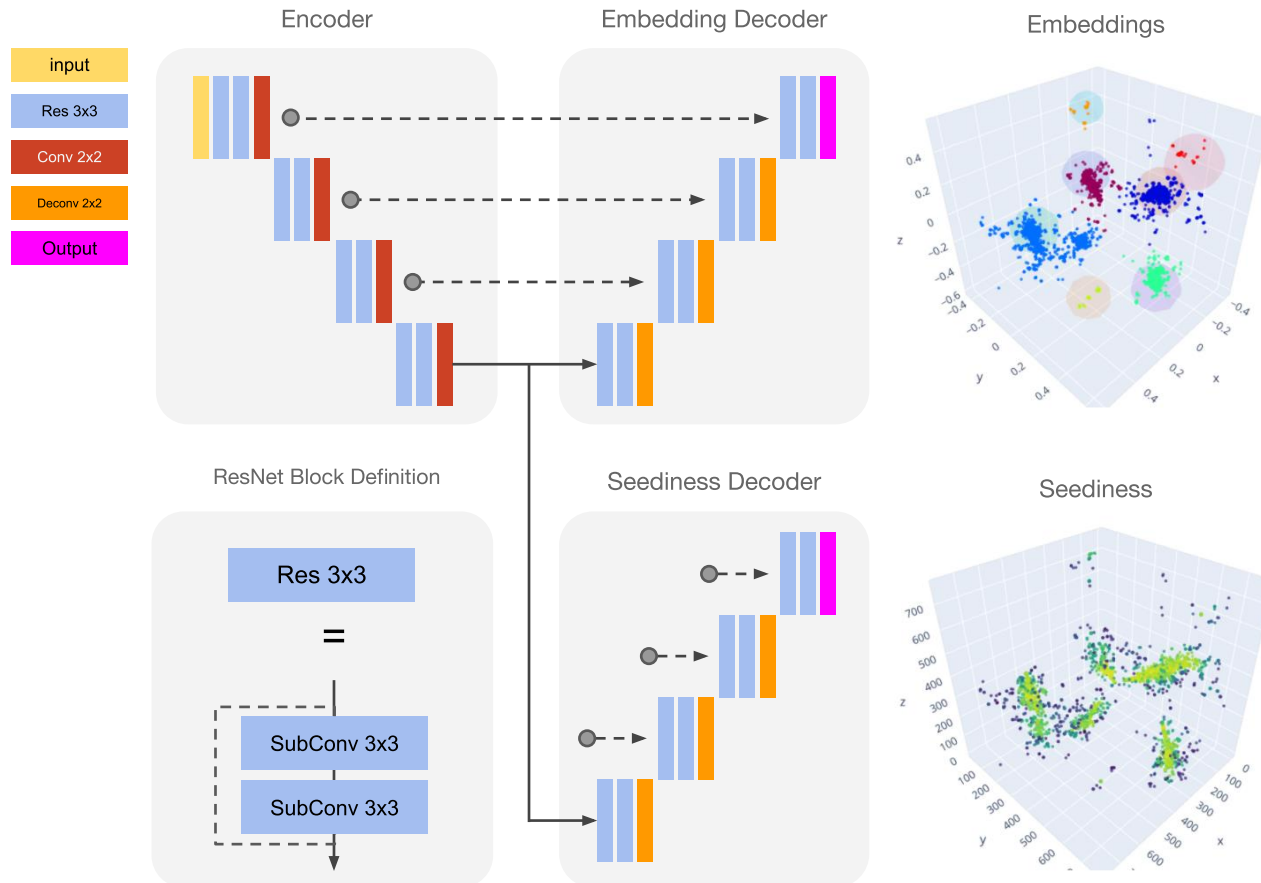 Encoder
Embedding Decoder
Embeddings
input
Res 3x3
Conv 2x2
Deconv 2x2
Output
0.4
0.2
0
−0.2
−0.4
−0.6
z
−0.4
−0.2
0
0.2
0.4
y
−0.4
−0.2
0
0.2
0.4
x
ResNet Block Definition
Seediness Decoder
Seediness
Res 3x3
=
SubConv 3x3
SubConv 3x3
700
600
500
400
300
200
100
0
z
100
200
300
400
500
600
y
0
100
200
300
400
500
600
x